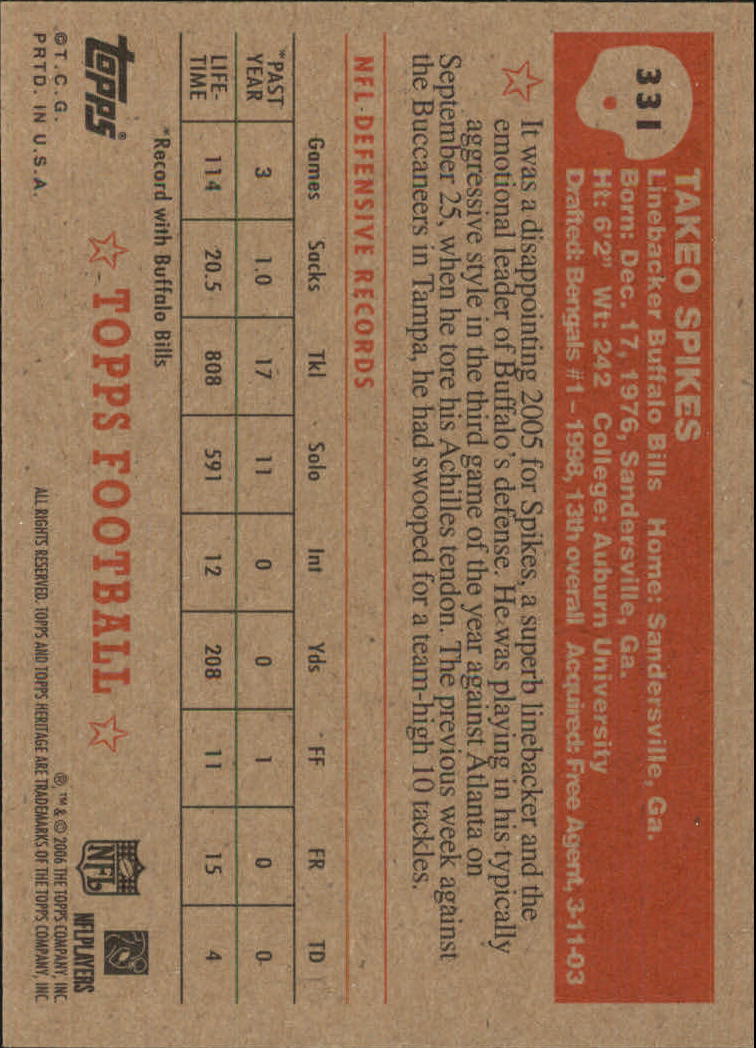 331
TAKEO SPIKES
Linebacker Buffalo Bills Home: Sandersville, Ga.
Born: Dec. 17, 1976, Sandersville, Ga.
Ht: 6'2" Wt: 242 College: Auburn University
Drafted: Bengals #1 – 1998, 13th overall Acquired: Free Agent, 3-11-03
It was a disappointing 2005 for Spikes, a superb linebacker and the
emotional leader of Buffalo's defense. He was playing in his typically
aggressive style in the third game of the year against Atlanta on
September 25, when he tore his Achilles tendon. The previous week against
the Buccaneers in Tampa, he had swooped for a team-high 10 tackles.
NFL DEFENSIVE RECORDS
Games Sacks Tkl Solo Int Yds FF FR TD
*PAST YEAR 3 1.0 17 11 0 0 1 0 0
LIFE-TIME 114 20.5 808 591 12 208 11 15 4
*Record with Buffalo Bills
topps®
TOPPS FOOTBALL
NFL
NFLPLAYERS
©T.C.G.
PRTD. IN U.S.A.
®, ™ & © 2006 THE TOPPS COMPANY, INC.
ALL RIGHTS RESERVED. TOPPS AND TOPPS HERITAGE ARE TRADEMARKS OF THE TOPPS COMPANY, INC